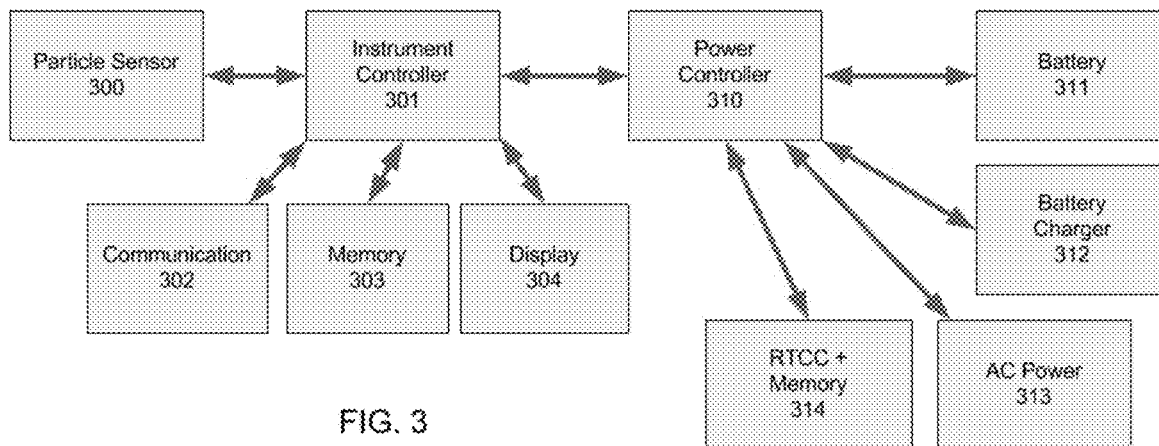 Particle Sensor
300
Instrument
Controller
301
Power
Controller
310
Battery
311
Communication
302
Memory
303
Display
304
Battery
Charger
312
RTCC +
Memory
314
AC Power
313
FIG. 3